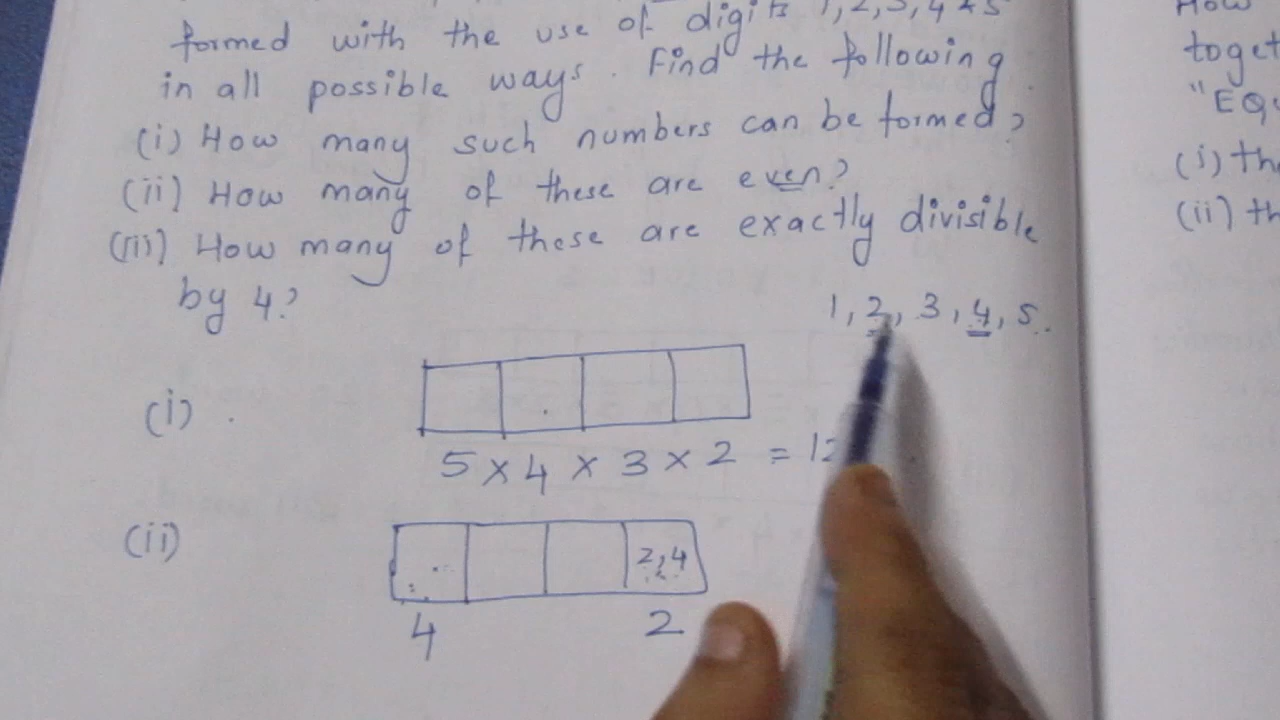 of digits 1, 2, 3, 4 & 5
formed with the use
in all possible ways. Find the following
(i) How many such numbers can be formed?
(ii) How many of these are even?
(iii) How many of these are exactly divisible
by 4?
1, 2, 3, 4, 5.
(i).
5 x 4 x 3 x 2 = 12
(ii)
2, 4
4 2
How
toget
"EQ
(i) the
(ii) th